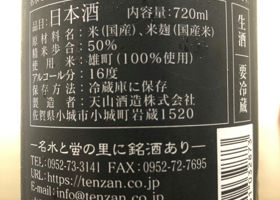 品目:日本酒 内容量:720ml
原材料名:米(国産)、米麹(国産米)
精米歩合:50%
使用米:雄町(100%使用)
アルコール分:16度
保存方法:冷蔵庫に保存
製造者:天山酒造株式会社
佐賀県小城市小城町岩蔵1520
―名水と蛍の里に銘酒あり―
TEL:0952-73-3141 FAX:0952-72-7695
URL:https://tenzan.co.jp
E-mail:info@tenzan.co.jp
生酒
要冷蔵